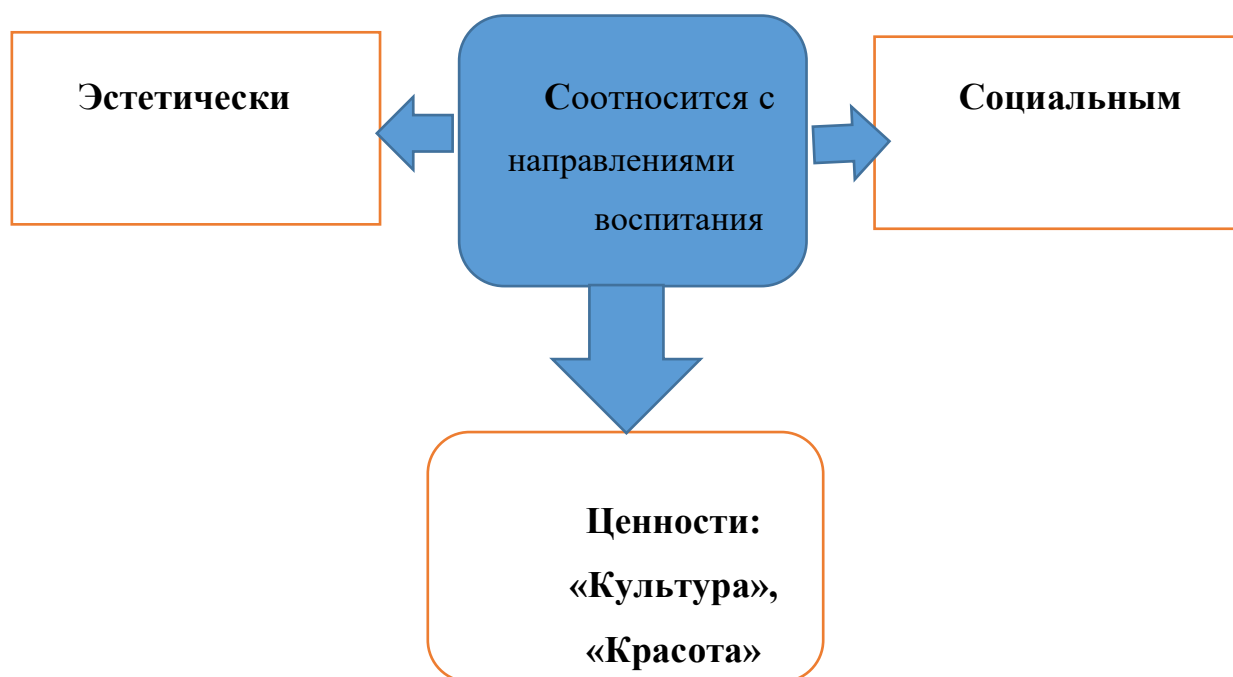 Эстетически
Соотносится с
направлениями
воспитания
Социальным
Ценности:
«Культура»,
«Красота»